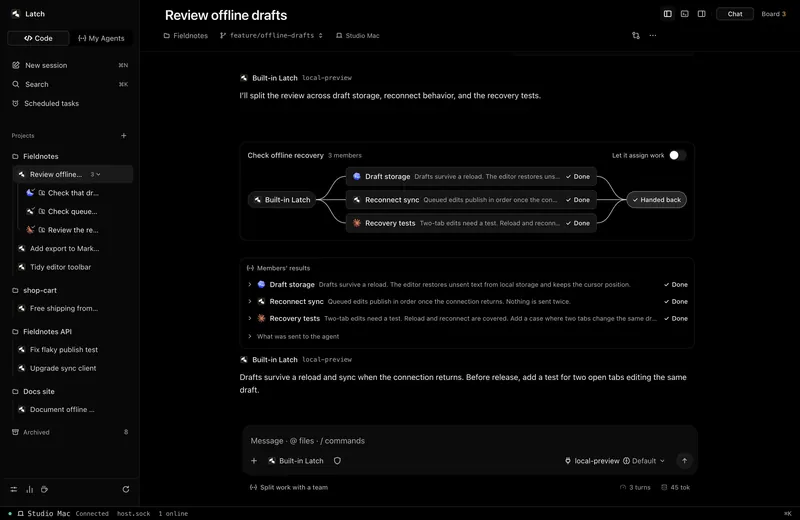 Latch
Code
My Agents
New session ⌘N
Search ⌘K
Scheduled tasks
Projects +
Fieldnotes
Review offline... 3
Check that dr...
Check queue...
Review the re...
Add export to Mark...
Tidy editor toolbar
shop-cart
Free shipping from...
Fieldnotes API
Fix flaky publish test
Upgrade sync client
Docs site
Document offline ...
Archived 8
Review offline drafts
Chat
Board 3
Fieldnotes feature/offline-drafts Studio Mac
Built-in Latch local-preview
I'll split the review across draft storage, reconnect behavior, and the recovery tests.
Check offline recovery 3 members
Let it assign work
Built-in Latch
Draft storage Drafts survive a reload. The editor restores uns... ✓ Done
Reconnect sync Queued edits publish in order once the con... ✓ Done
Recovery tests Two-tab edits need a test. Reload and reconn... ✓ Done
✓ Handed back
Members' results
Draft storage Drafts survive a reload. The editor restores unsent text from local storage and keeps the cursor position. ✓ Done
Reconnect sync Queued edits publish in order once the connection returns. Nothing is sent twice. ✓ Done
Recovery tests Two-tab edits need a test. Reload and reconnect are covered. Add a case where two tabs change the same dr... ✓ Done
What was sent to the agent
Built-in Latch local-preview
Drafts survive a reload and sync when the connection returns. Before release, add a test for two open tabs editing the same
draft.
Message · @ files · / commands
+ Built-in Latch
local-preview Default
Split work with a team
3 turns 45 tok
Studio Mac Connected host.sock 1 online
⌘K